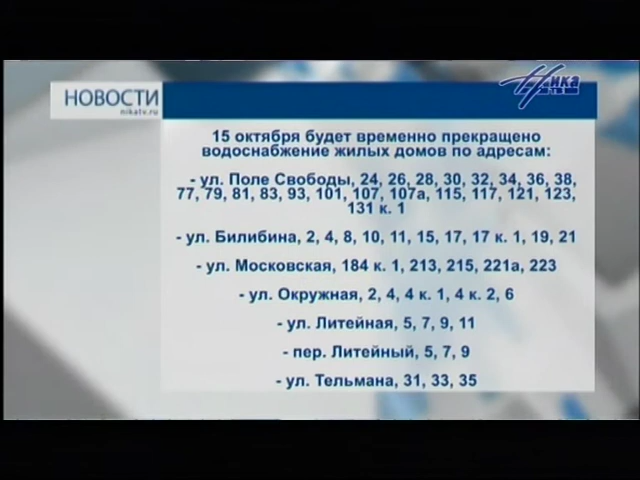 Ника
НОВОСТИ
nikatv.ru
15 октября будет временно прекращено
водоснабжение жилых домов по адресам:
- ул. Поле Свободы, 24, 26, 28, 30, 32, 34, 36, 38,
77, 79, 81, 83, 93, 101, 107, 107а, 115, 117, 121, 123,
131 к. 1
- ул. Билибина, 2, 4, 8, 10, 11, 15, 17, 17 к. 1, 19, 21
- ул. Московская, 184 к. 1, 213, 215, 221а, 223
- ул. Окружная, 2, 4, 4 к. 1, 4 к. 2, 6
- ул. Литейная, 5, 7, 9, 11
- пер. Литейный, 5, 7, 9
- ул. Тельмана, 31, 33, 35